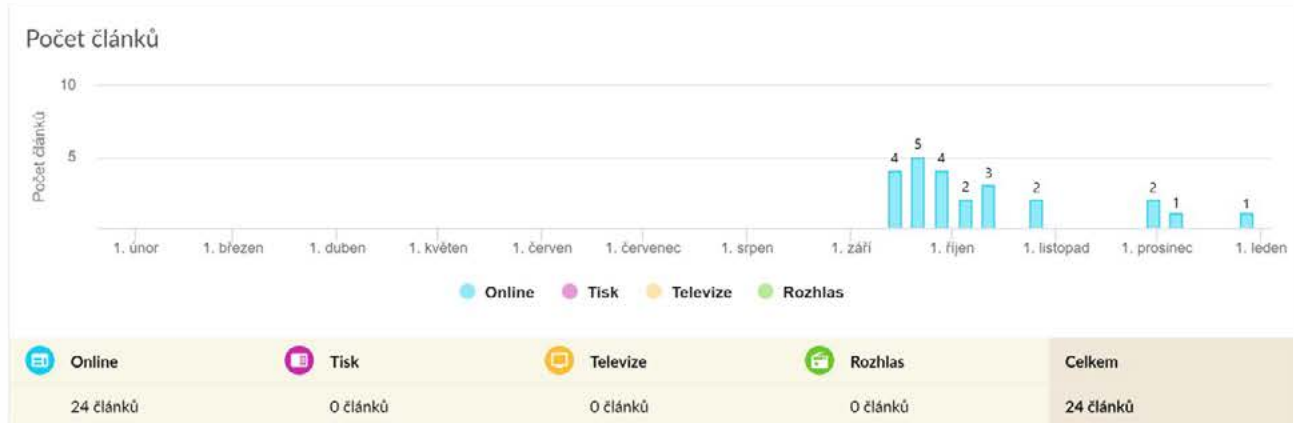 Počet článků
10
Počet článků
5
4
5
4
2
3
2
2
1
1
1. únor
1. březen
1. duben
1. květen
1. červen
1. červenec
1. srpen
1. září
1. říjen
1. listopad
1. prosinec
1. leden
Online Tisk Televize Rozhlas
Online Tisk Televize Rozhlas Celkem
24 článků 0 článků 0 článků 0 článků 24 článků